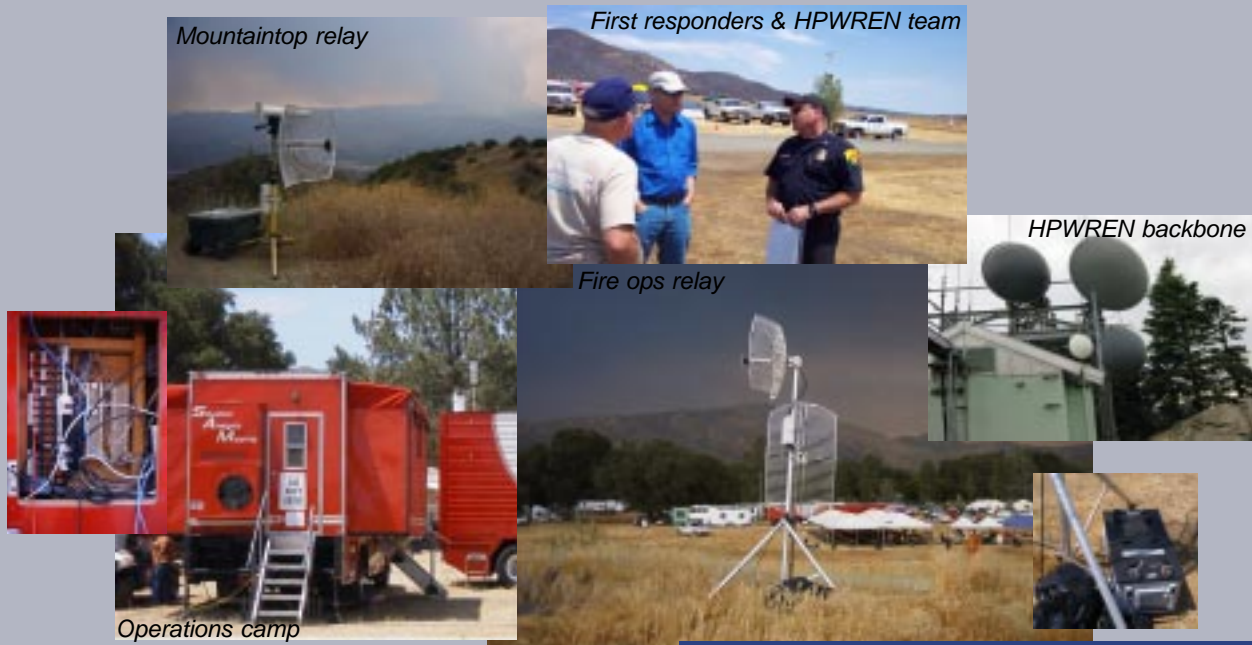 Mountaintop relay
First responders & HPWREN team
HPWREN backbone
Fire ops relay
Operations camp